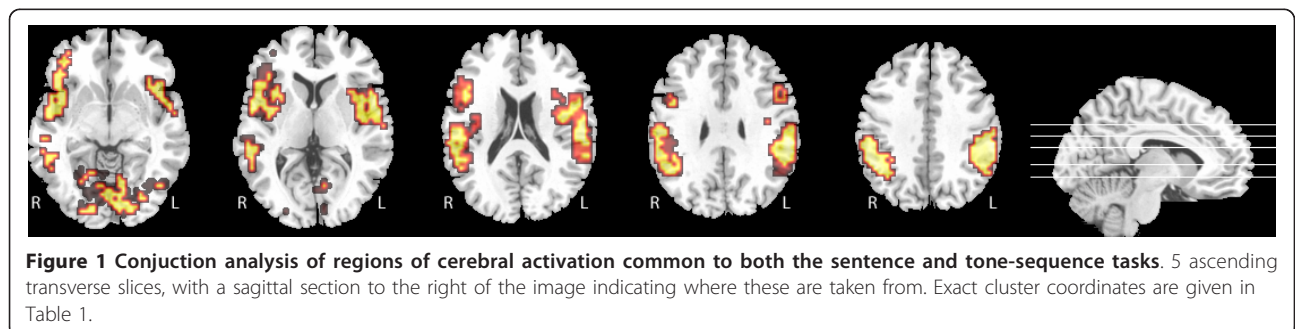 R L R L R L R L R L
Figure 1 Conjuction analysis of regions of cerebral activation common to both the sentence and tone-sequence tasks. 5 ascending
transverse slices, with a sagittal section to the right of the image indicating where these are taken from. Exact cluster coordinates are given in
Table 1.